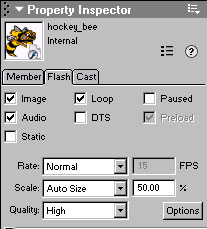 Property Inspector
hockey_bee
Internal
Member Flash Cast
Image Loop Paused
Audio DTS Preload
Static
Rate: Normal 15 FPS
Scale: Auto Size 50.00 %
Quality: High Options